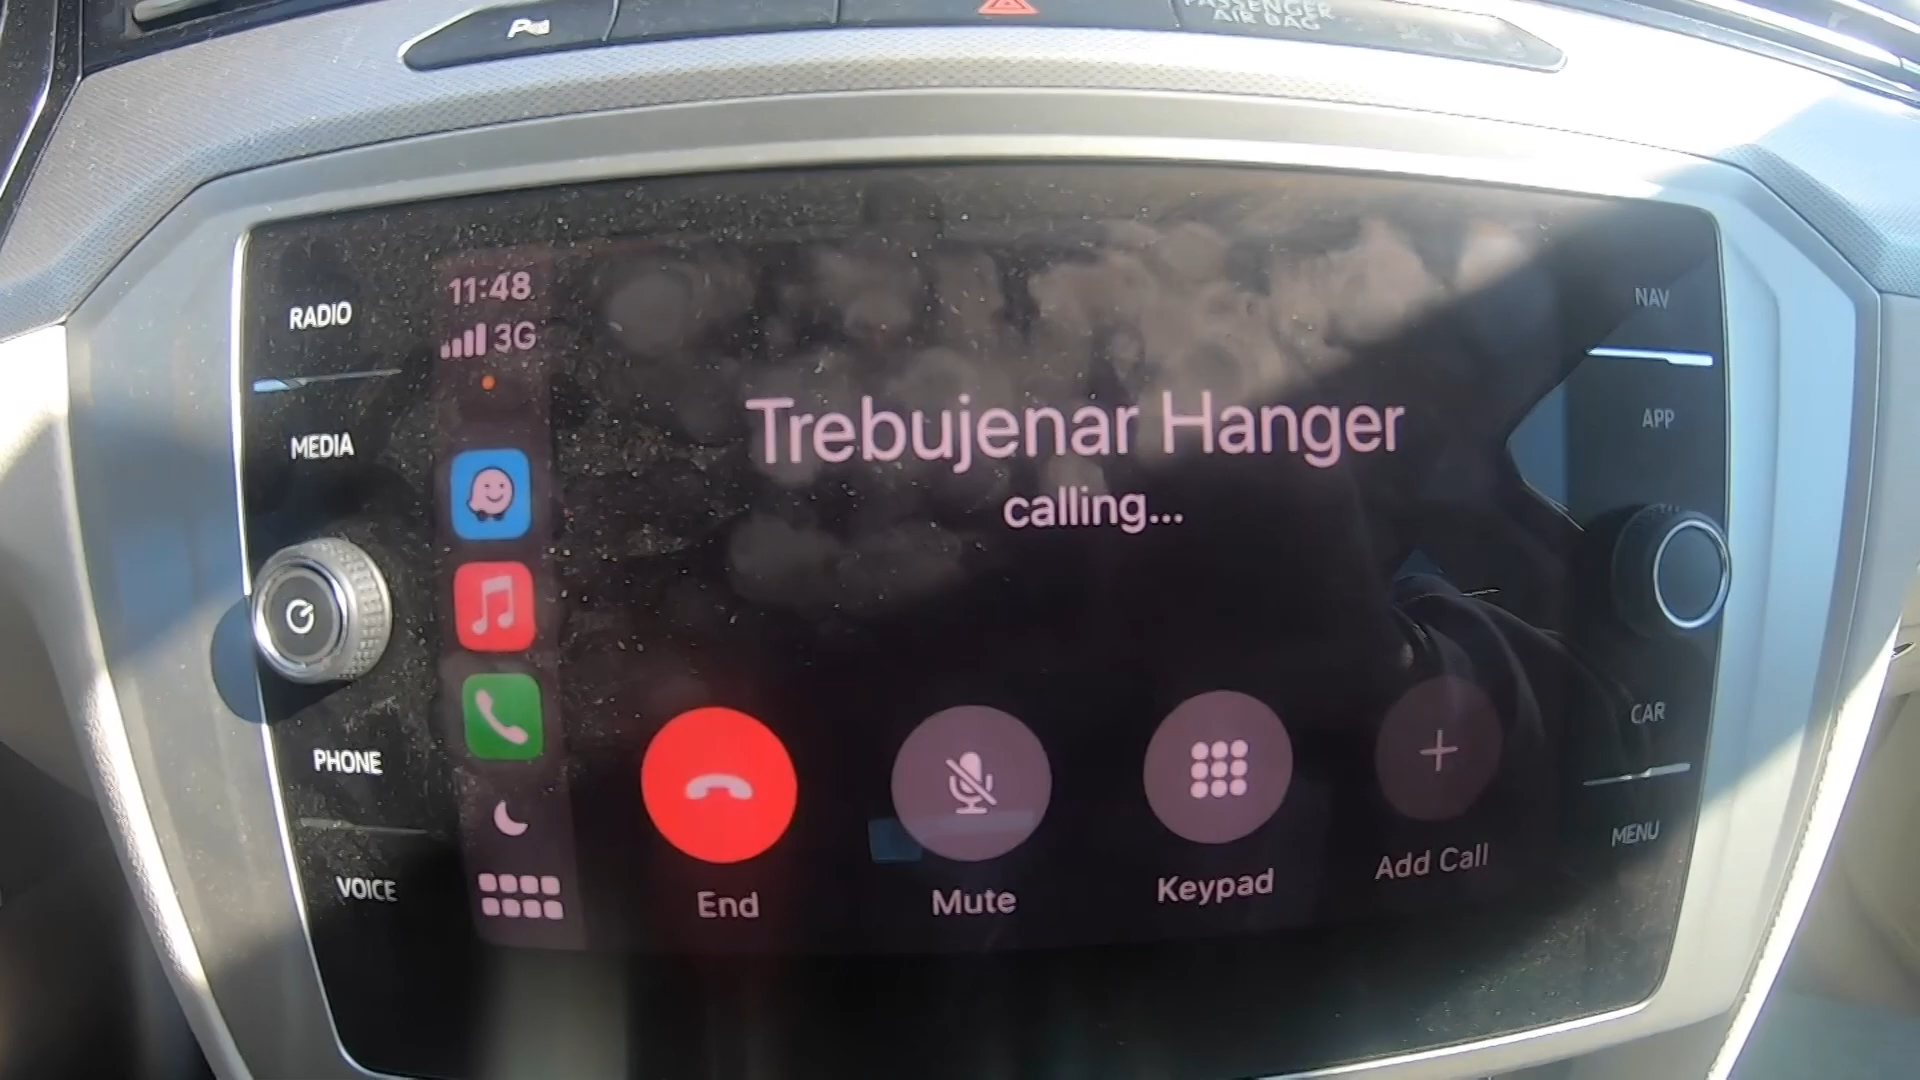 PASSENGER
AIR BAG
RADIO
MEDIA
PHONE
VOICE
11:48
3G
Trebujenar Hanger
calling...
End
Mute
Keypad
Add Call
NAV
APP
CAR
MENU